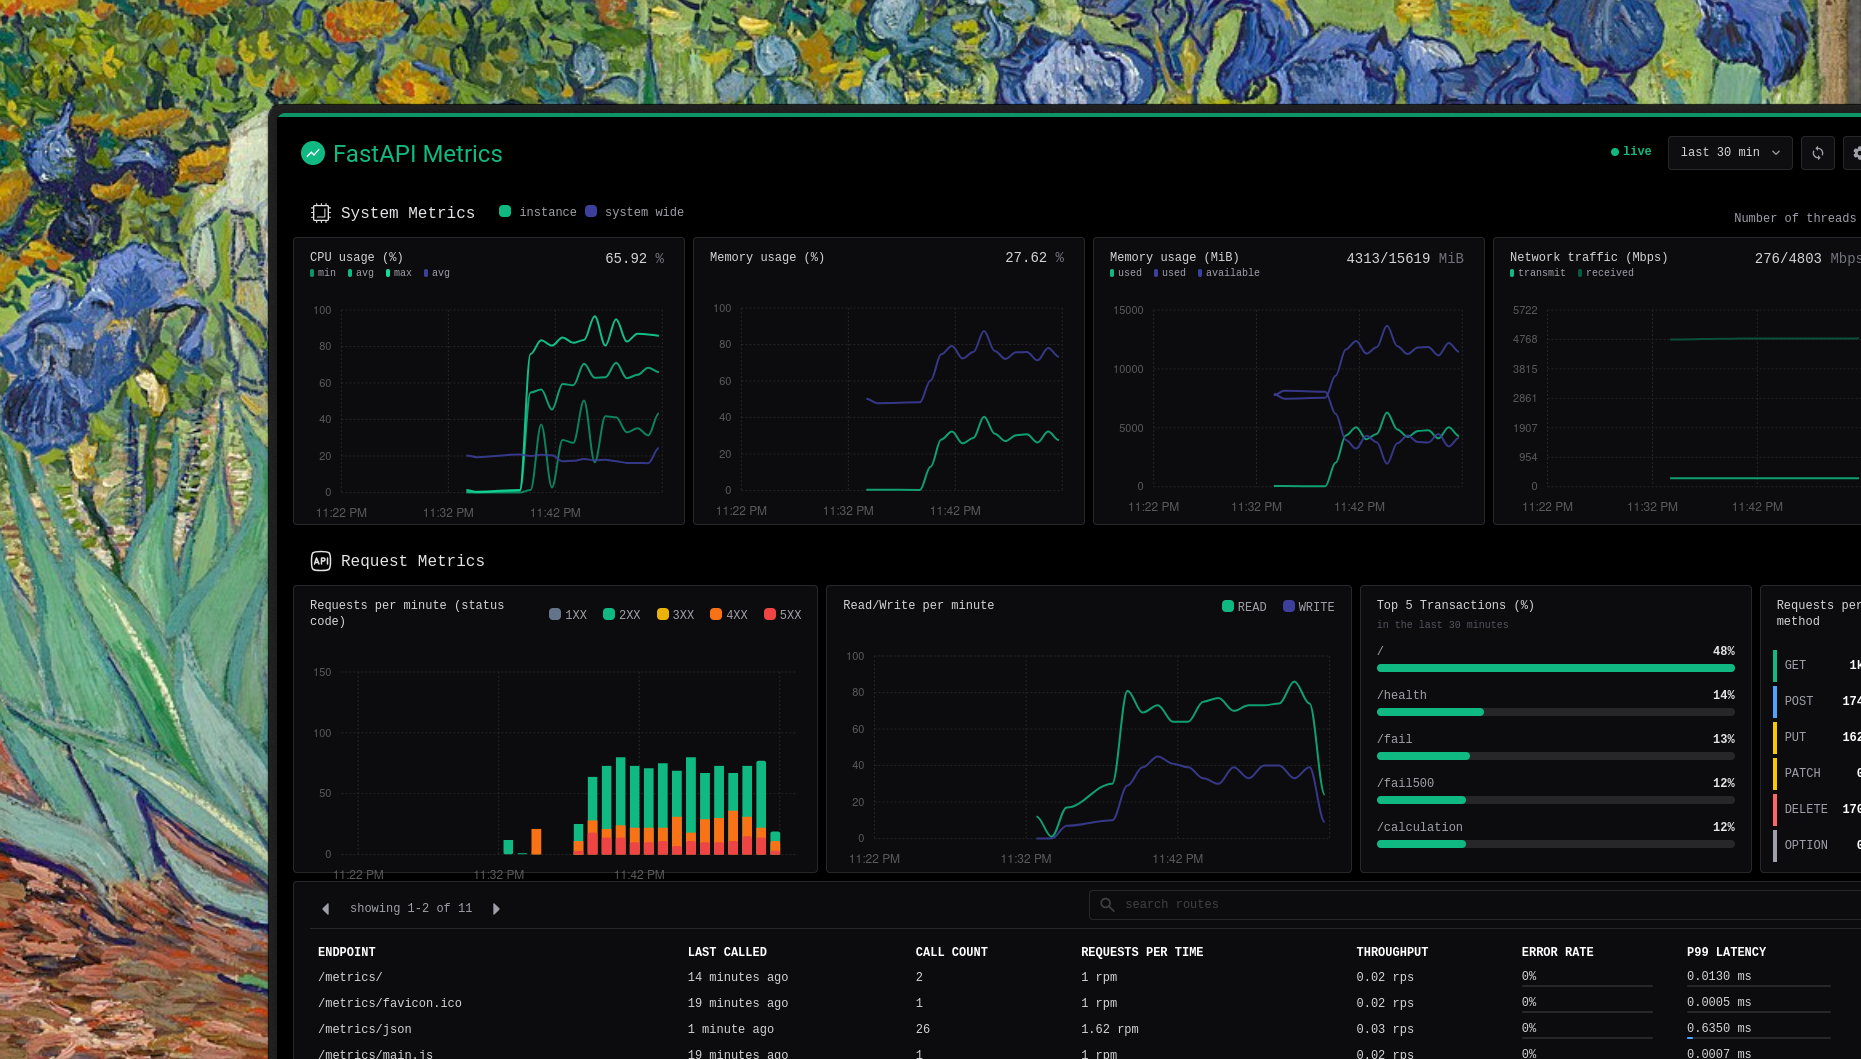 FastAPI Metrics
live
last 30 min
System Metrics
instance
system wide
Number of threads
CPU usage (%)
65.92 %
min avg max avg
100
80
60
40
20
0
11:22 PM
11:32 PM
11:42 PM
Memory usage (%)
27.62 %
100
80
60
40
20
0
11:22 PM
11:32 PM
11:42 PM
Memory usage (MiB)
4313/15619 MiB
used used available
15000
10000
5000
0
11:22 PM
11:32 PM
11:42 PM
Network traffic (Mbps)
276/4803 Mbps
transmit received
5722
4768
3815
2861
1907
954
0
11:22 PM
11:32 PM
11:42 PM
API
Request Metrics
Requests per minute (status
code)
1XX 2XX 3XX 4XX 5XX
150
100
50
0
11:22 PM
11:32 PM
11:42 PM
Read/Write per minute
READ WRITE
100
80
60
40
20
0
11:22 PM
11:32 PM
11:42 PM
Top 5 Transactions (%)
in the last 30 minutes
/ 48%
/health 14%
/fail 13%
/fail500 12%
/calculation 12%
Requests per
method
GET 1k
POST 174
PUT 162
PATCH 0
DELETE 170
OPTION 0
showing 1-2 of 11
search routes
ENDPOINT LAST CALLED CALL COUNT REQUESTS PER TIME THROUGHPUT ERROR RATE P99 LATENCY
/metrics/ 14 minutes ago 2 1 rpm 0.02 rps 0% 0.0130 ms
/metrics/favicon.ico 19 minutes ago 1 1 rpm 0.02 rps 0% 0.0005 ms
/metrics/json 1 minute ago 26 1.62 rpm 0.03 rps 0% 0.6350 ms
/metrics/main.js 19 minutes ago 1 1 rpm 0.02 rps 0% 0.0007 ms